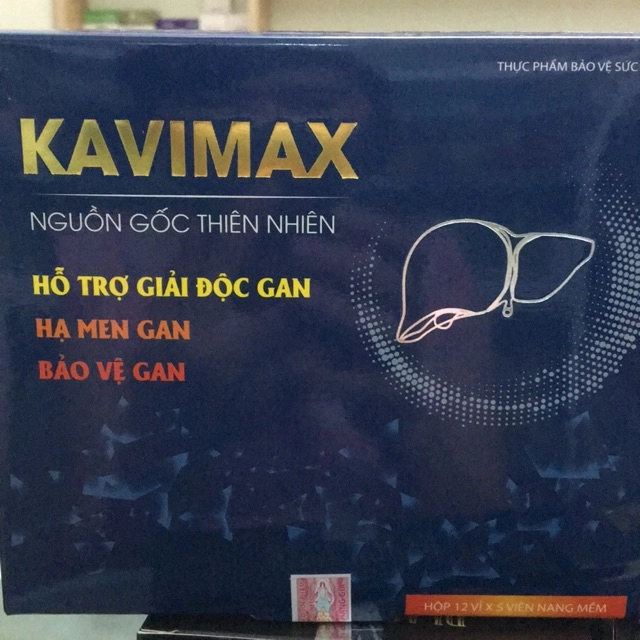 THỰC PHẨM BẢO VỆ SỨC
KAVIMAX
NGUỒN GỐC THIÊN NHIÊN
HỖ TRỢ GIẢI ĐỘC GAN
HẠ MEN GAN
BẢO VỆ GAN
HỘP 12 VỈ X 5 VIÊN NANG MỀM